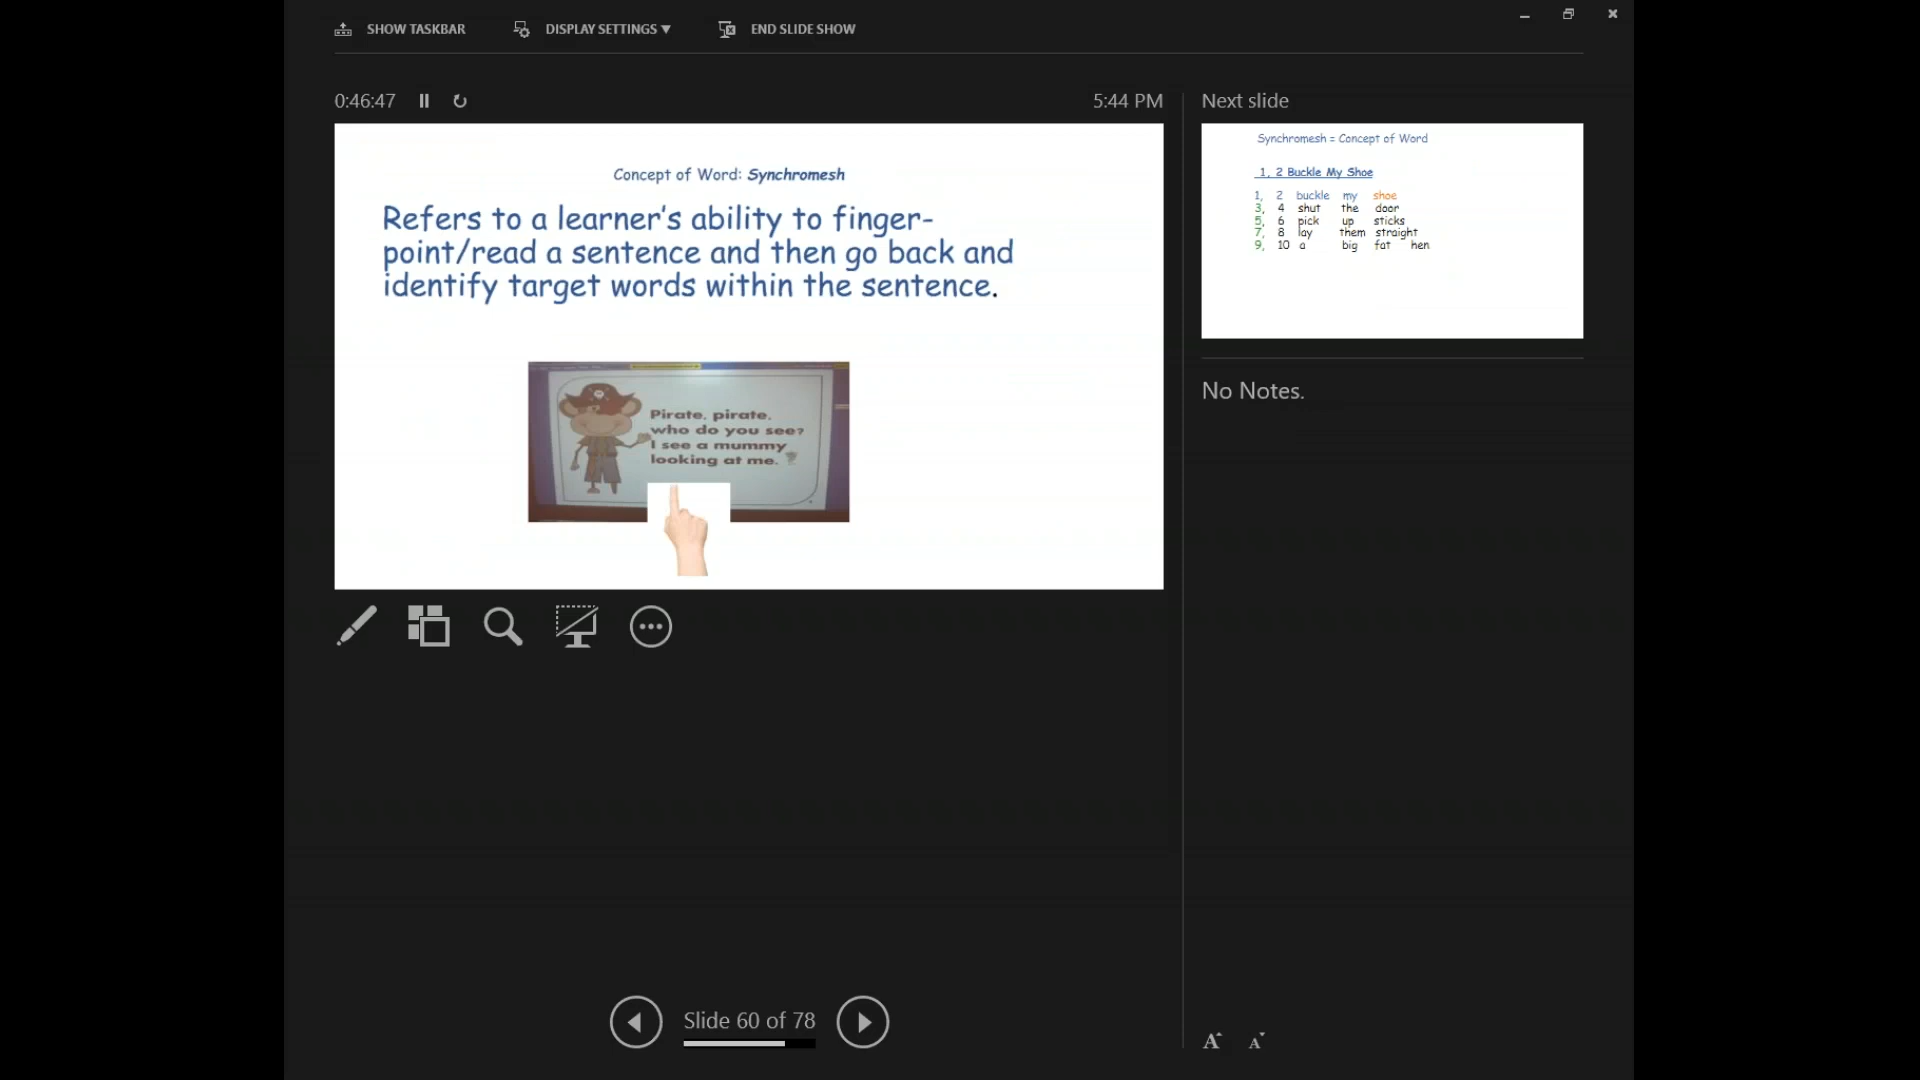 SHOW TASKBAR
DISPLAY SETTINGS ▼
END SLIDE SHOW
0:46:47
5:44 PM
Concept of Word: Synchromesh
Refers to a learner's ability to finger-
point/read a sentence and then go back and
identify target words within the sentence.
Pirate, pirate,
who do you see?
I see a mummy
looking at me.
Slide 60 of 78
Next slide
Synchromesh = Concept of Word
1, 2 Buckle My Shoe
1, 2 buckle my shoe
3, 4 shut the door
5, 6 pick up sticks
7, 8 lay them straight
9, 10 a big fat hen
No Notes.
A A